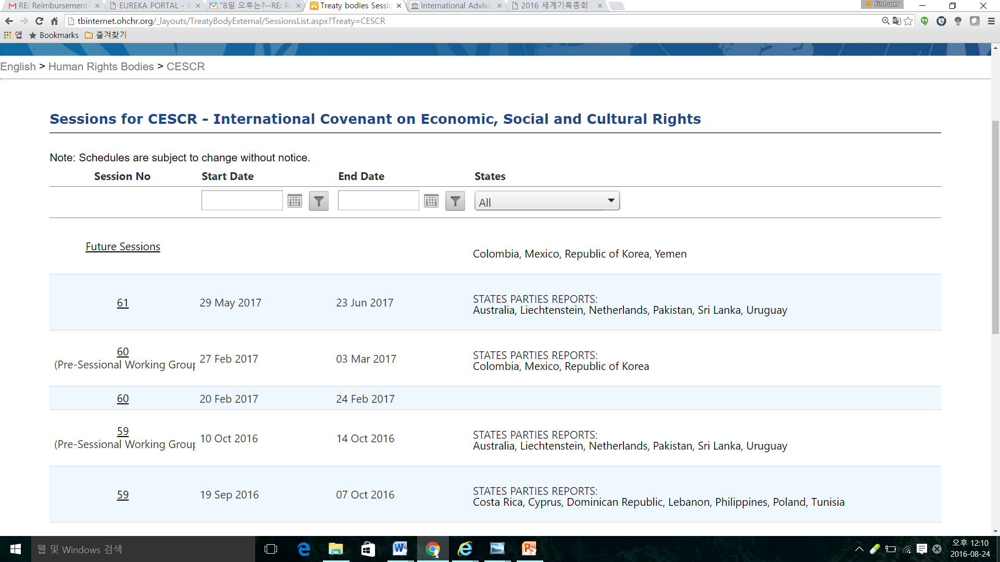 RE: Reimbursement?
EUREKA PORTAL - K
"8일 오후는?--RE: Re
Treaty bodies Sessio
International Adviso
2016 세계기록총회
First user
tbinternet.ohchr.org/_layouts/TreatyBodyExternal/SessionsList.aspx?Treaty=CESCR
앱
Bookmarks
즐겨찾기
English > Human Rights Bodies > CESCR
Sessions for CESCR - International Covenant on Economic, Social and Cultural Rights
Note: Schedules are subject to change without notice.
Session No Start Date End Date States
All
Future Sessions
Colombia, Mexico, Republic of Korea, Yemen
61 29 May 2017 23 Jun 2017
STATES PARTIES REPORTS:
Australia, Liechtenstein, Netherlands, Pakistan, Sri Lanka, Uruguay
60
(Pre-Sessional Working Group
27 Feb 2017 03 Mar 2017
STATES PARTIES REPORTS:
Colombia, Mexico, Republic of Korea
60 20 Feb 2017 24 Feb 2017
59
(Pre-Sessional Working Group
10 Oct 2016 14 Oct 2016
STATES PARTIES REPORTS:
Australia, Liechtenstein, Netherlands, Pakistan, Sri Lanka, Uruguay
59 19 Sep 2016 07 Oct 2016
STATES PARTIES REPORTS:
Costa Rica, Cyprus, Dominican Republic, Lebanon, Philippines, Poland, Tunisia
웹 및 Windows 검색
오후 12:10
2016-08-24